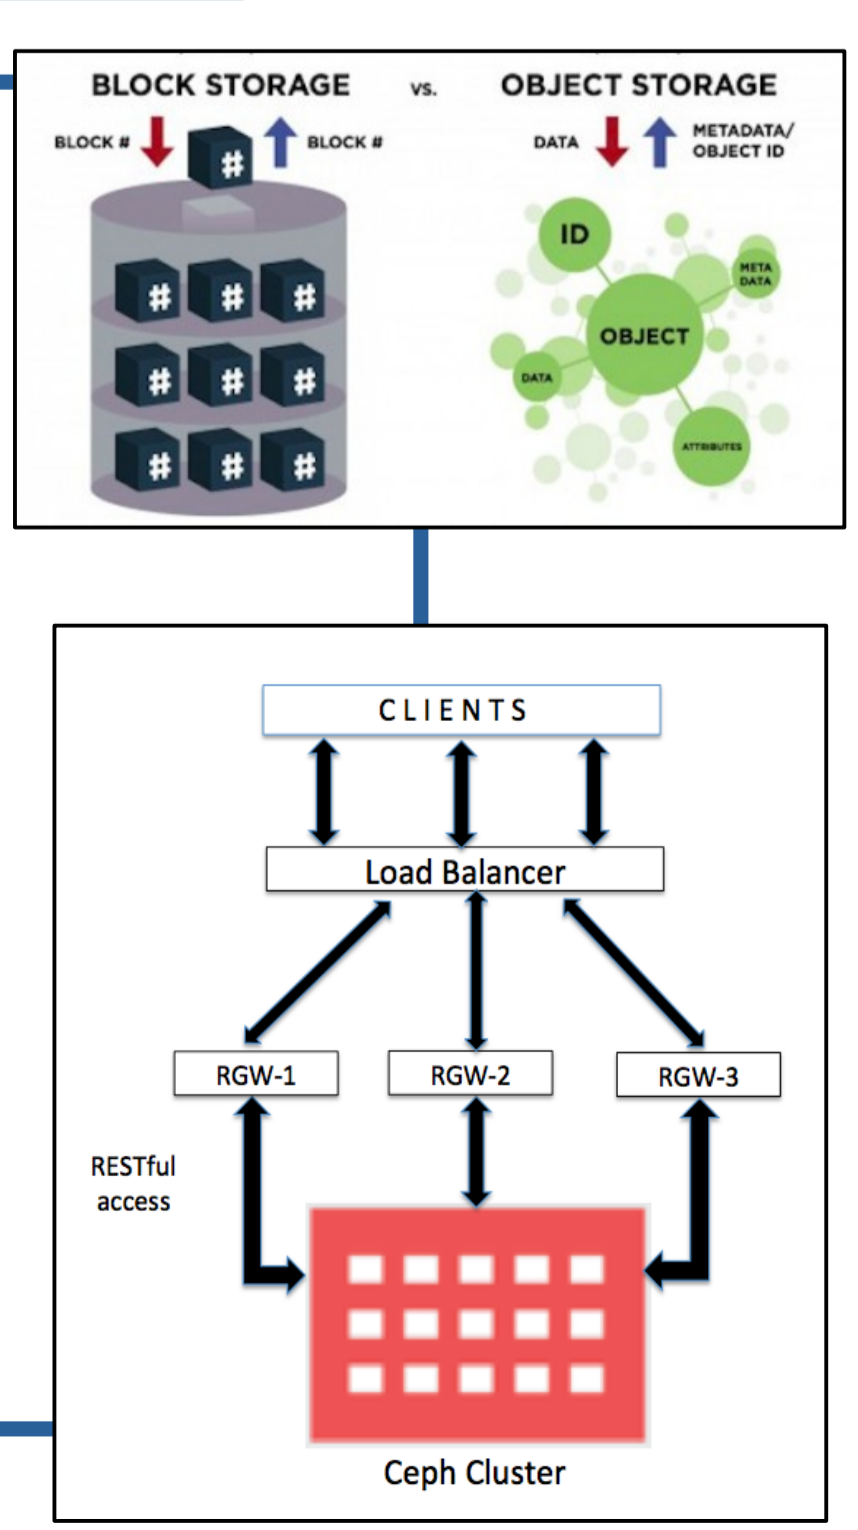 BLOCK STORAGE vs. OBJECT STORAGE
BLOCK # BLOCK #
DATA METADATA/
OBJECT ID
#
# # #
# # #
# # #
ID
META
DATA
OBJECT
DATA
ATTRIBUTES
CLIENTS
Load Balancer
RGW-1 RGW-2 RGW-3
RESTful
access
Ceph Cluster